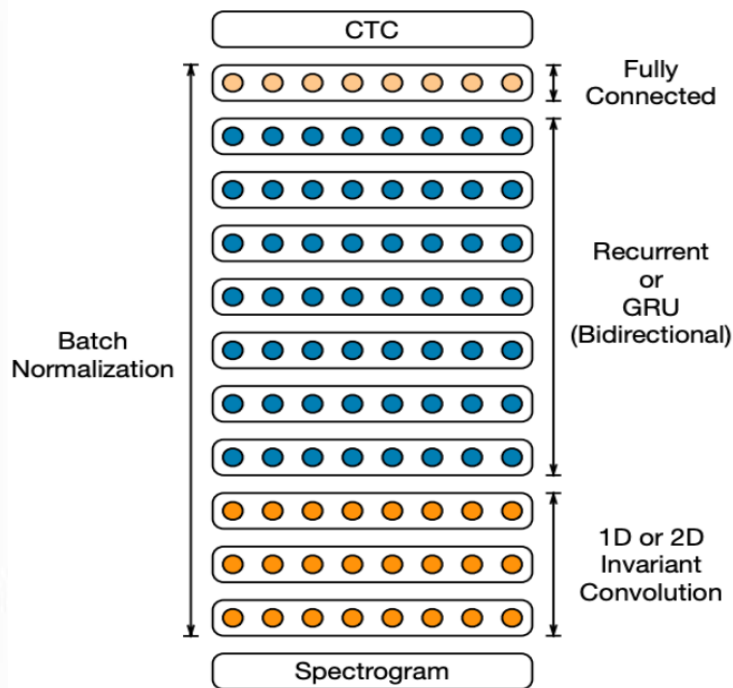 CTC
Fully
Connected
Recurrent
or
GRU
(Bidirectional)
Batch
Normalization
1D or 2D
Invariant
Convolution
Spectrogram